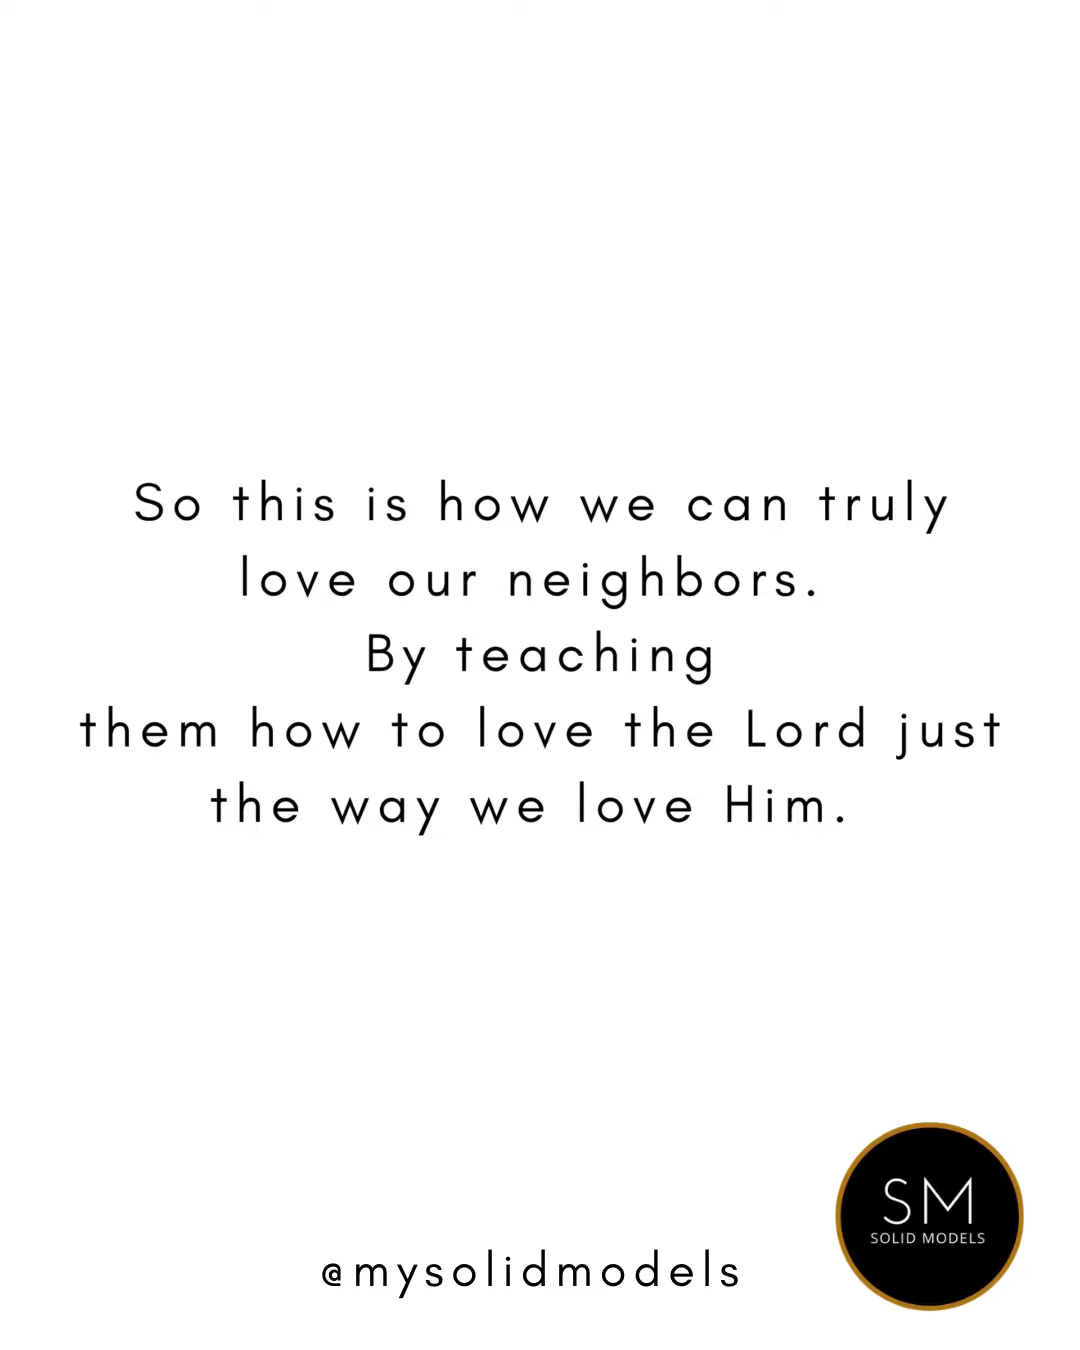 So this is how we can truly
love our neighbors.
By teaching
them how to love the Lord just
the way we love Him.
SM
SOLID MODELS
@mysolidmodels